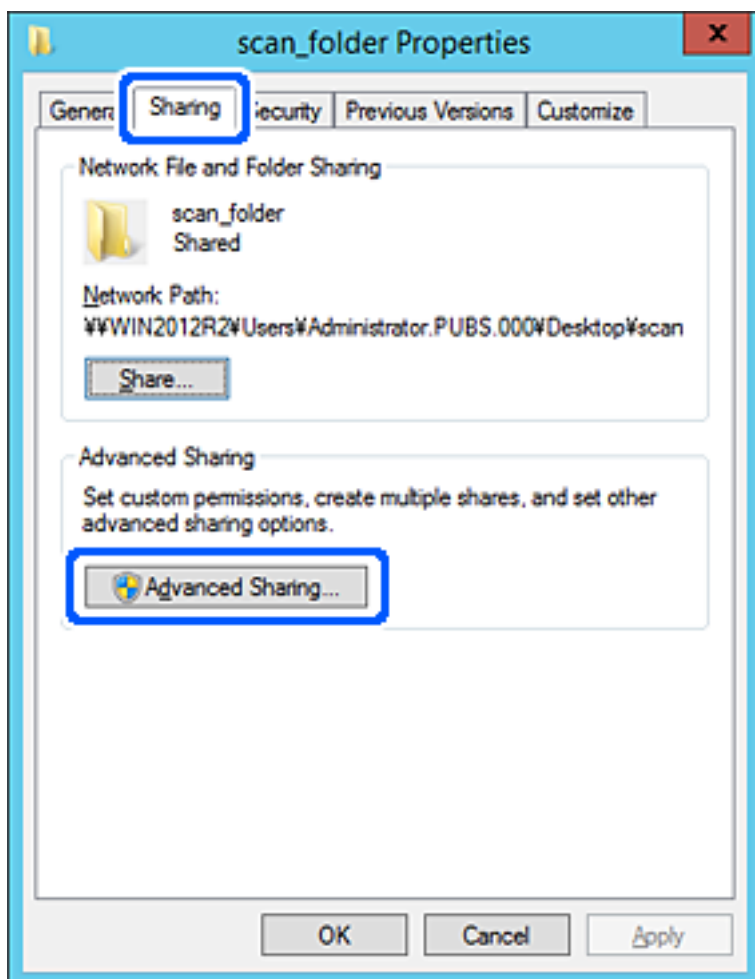 scan_folder Properties
x
General Sharing Security Previous Versions Customize
Network File and Folder Sharing
scan_folder
Shared
Network Path:
¥¥WIN2012R2¥Users¥Administrator.PUBS.000¥Desktop¥scan
Share...
Advanced Sharing
Set custom permissions, create multiple shares, and set other
advanced sharing options.
Advanced Sharing...
OK Cancel Apply